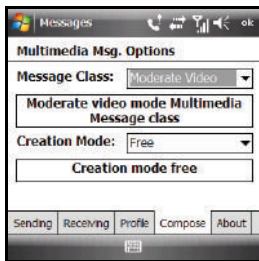 Messages ok
Multimedia Msg. Options
Message Class: Moderate Video
Moderate video mode Multimedia
Message class
Creation Mode: Free
Creation mode free
Sending Receiving Profile Compose About